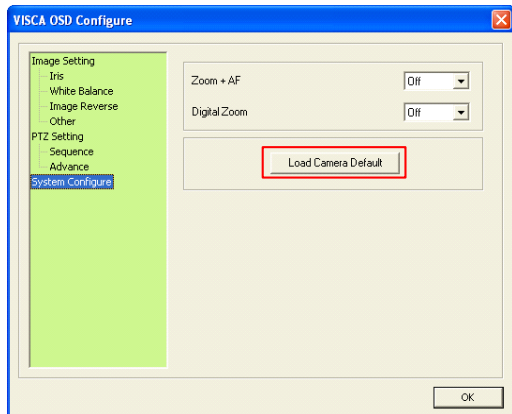 VISCA OSD Configure
Image Setting
Iris
White Balance
Image Reverse
Other
PTZ Setting
Sequence
Advance
System Configure
Zoom + AF
Off
Digital Zoom
Off
Load Camera Default
OK